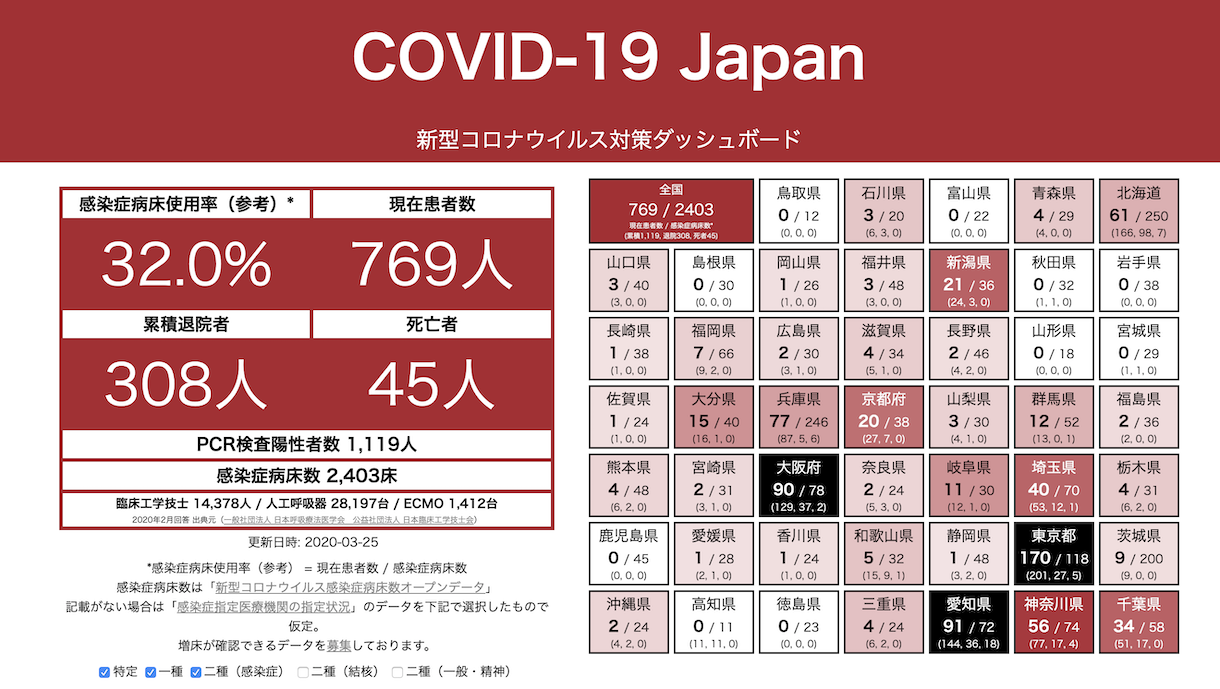 COVID-19 Japan
新型コロナウイルス対策ダッシュボード
感染症病床使用率（参考）* 現在患者数
32.0% 769人
累積退院者 死亡者
308人 45人
PCR検査陽性者数 1,119人
感染症病床数 2,403床
臨床工学技士 14,378人 / 人工呼吸器 28,197台 / ECMO 1,412台
2020年2月回答 出典元（一般社団法人 日本呼吸療法医学会　公益社団法人 日本臨床工学技士会）
更新日時: 2020-03-25
*感染症病床使用率（参考） = 現在患者数 / 感染症病床数
感染症病床数は「新型コロナウイルス感染症病床数オープンデータ」
記載がない場合は「感染症指定医療機関の指定状況」のデータを下記で選択したもので
仮定。
増床が確認できるデータを募集しております。
特定 一種 二種（感染症） 二種（結核） 二種（一般・精神）
全国
769 / 2403
現在患者数 / 感染症病床数*
(累積1,119, 退院308, 死者45)
鳥取県 石川県 富山県 青森県 北海道
0 / 12 3 / 20 0 / 22 4 / 29 61 / 250
(0, 0, 0) (6, 3, 0) (0, 0, 0) (4, 0, 0) (166, 98, 7)
山口県 島根県 岡山県 福井県 新潟県 秋田県 岩手県
3 / 40 0 / 30 1 / 26 3 / 48 21 / 36 0 / 32 0 / 38
(3, 0, 0) (0, 0, 0) (1, 0, 0) (3, 0, 0) (24, 3, 0) (1, 1, 0) (0, 0, 0)
長崎県 福岡県 広島県 滋賀県 長野県 山形県 宮城県
1 / 38 7 / 66 2 / 30 4 / 34 2 / 46 0 / 18 0 / 29
(1, 0, 0) (9, 2, 0) (3, 1, 0) (5, 1, 0) (4, 2, 0) (0, 0, 0) (1, 1, 0)
佐賀県 大分県 兵庫県 京都府 山梨県 群馬県 福島県
1 / 24 15 / 40 77 / 246 20 / 38 3 / 30 12 / 52 2 / 36
(1, 0, 0) (16, 1, 0) (87, 5, 6) (27, 7, 0) (4, 1, 0) (13, 0, 1) (2, 0, 0)
熊本県 宮崎県 大阪府 奈良県 岐阜県 埼玉県 栃木県
4 / 48 2 / 31 90 / 78 2 / 24 11 / 30 40 / 70 4 / 31
(6, 2, 0) (3, 1, 0) (129, 37, 2) (5, 3, 0) (12, 1, 0) (53, 12, 1) (6, 2, 0)
鹿児島県 愛媛県 香川県 和歌山県 静岡県 東京都 茨城県
0 / 45 1 / 28 1 / 24 5 / 32 1 / 48 170 / 118 9 / 200
(0, 0, 0) (2, 1, 0) (1, 0, 0) (15, 9, 1) (3, 2, 0) (201, 27, 5) (9, 0, 0)
沖縄県 高知県 徳島県 三重県 愛知県 神奈川県 千葉県
2 / 24 0 / 11 0 / 23 4 / 24 91 / 72 56 / 74 34 / 58
(4, 2, 0) (11, 11, 0) (0, 0, 0) (6, 2, 0) (144, 36, 18) (77, 17, 4) (51, 17, 0)